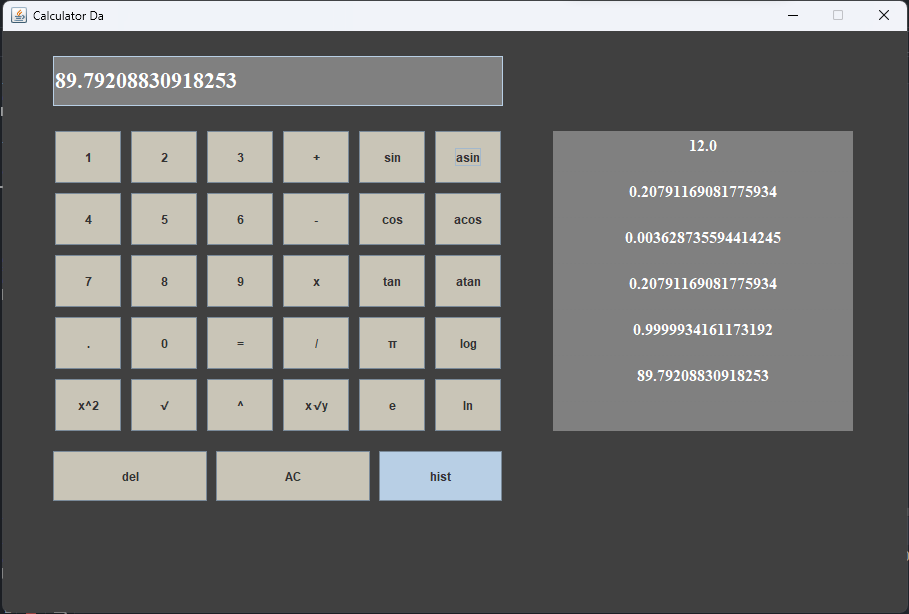 Calculator Da
89.79208830918253
1 2 3 + sin asin
4 5 6 - cos acos
7 8 9 x tan atan
. 0 = / π log
x^2 √ ^ x√y e ln
del AC hist
12.0
0.20791169081775934
0.003628735594414245
0.20791169081775934
0.9999934161173192
89.79208830918253